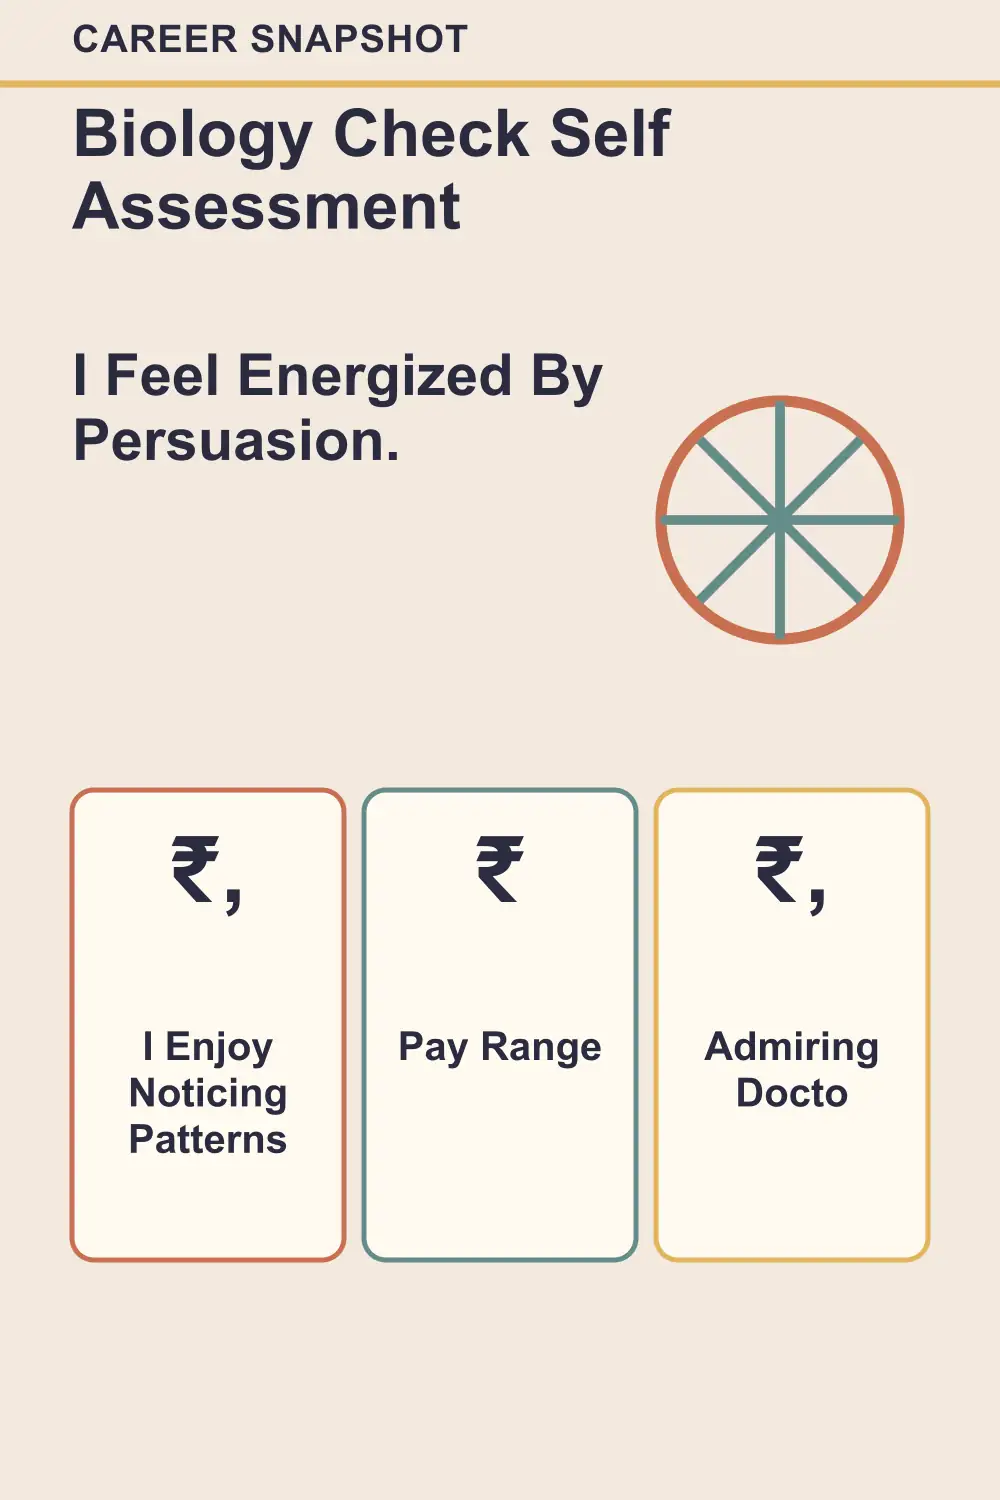 CAREER SNAPSHOT
Biology Check Self
Assessment
I Feel Energized By
Persuasion.
₹,
I Enjoy
Noticing
Patterns
₹
Pay Range
₹,
Admiring
Docto